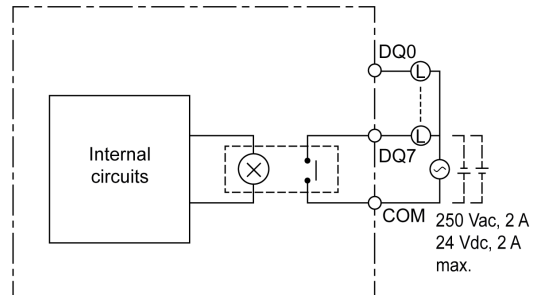 DQ0
L
L
DQ7
Internal
circuits
COM
250 Vac, 2 A
24 Vdc, 2 A
max.